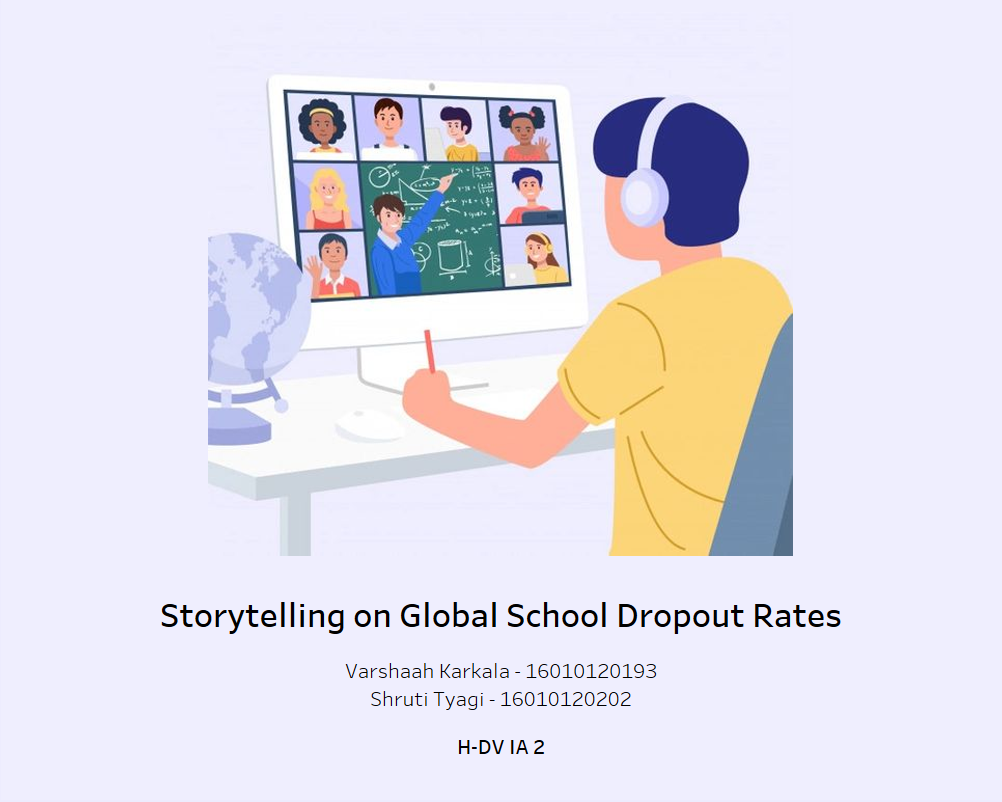 Storytelling on Global School Dropout Rates
Varshaah Karkala - 16010120193
Shruti Tyagi - 16010120202
H-DV IA 2